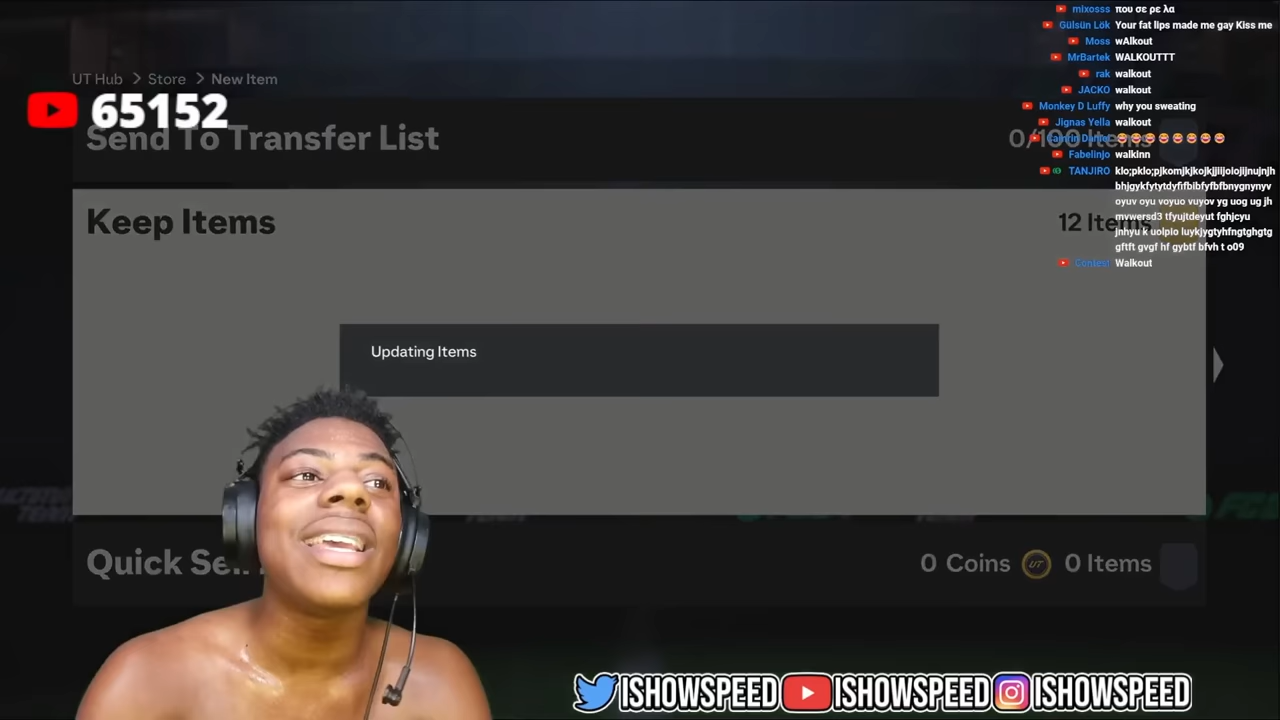 mixosss που σε ρε λα
Gülsün Lök Your fat lips made me gay Kiss me
Moss wAlkout
MrBartek WALKOUTTT
rak walkout
JACKO walkout
Monkey D Luffy why you sweating
Jignas Yella walkout
Fabelinjo walkinn
TANJIRO klo;pklo;pjkomjkjkojkjjiijolojijnujnjh
bhjgykfytytdyfifbibfyfbfbnygnynyv
oyuv oyu voyuo vuyov yg uog ug jh
mvwersd3 tfyujtdeyut fghjcyu
jnhyu k uolpio luykjygtyhfngtghgtg
gftft gvgf hf gybtf bfvh t o09
Walkout
UT Hub > Store > New Item
65152
Send To Transfer List 0/100 Items
Keep Items 12 Items
Updating Items
Quick Sell 0 Coins UT 0 Items
ISHOWSPEED ISHOWSPEED ISHOWSPEED